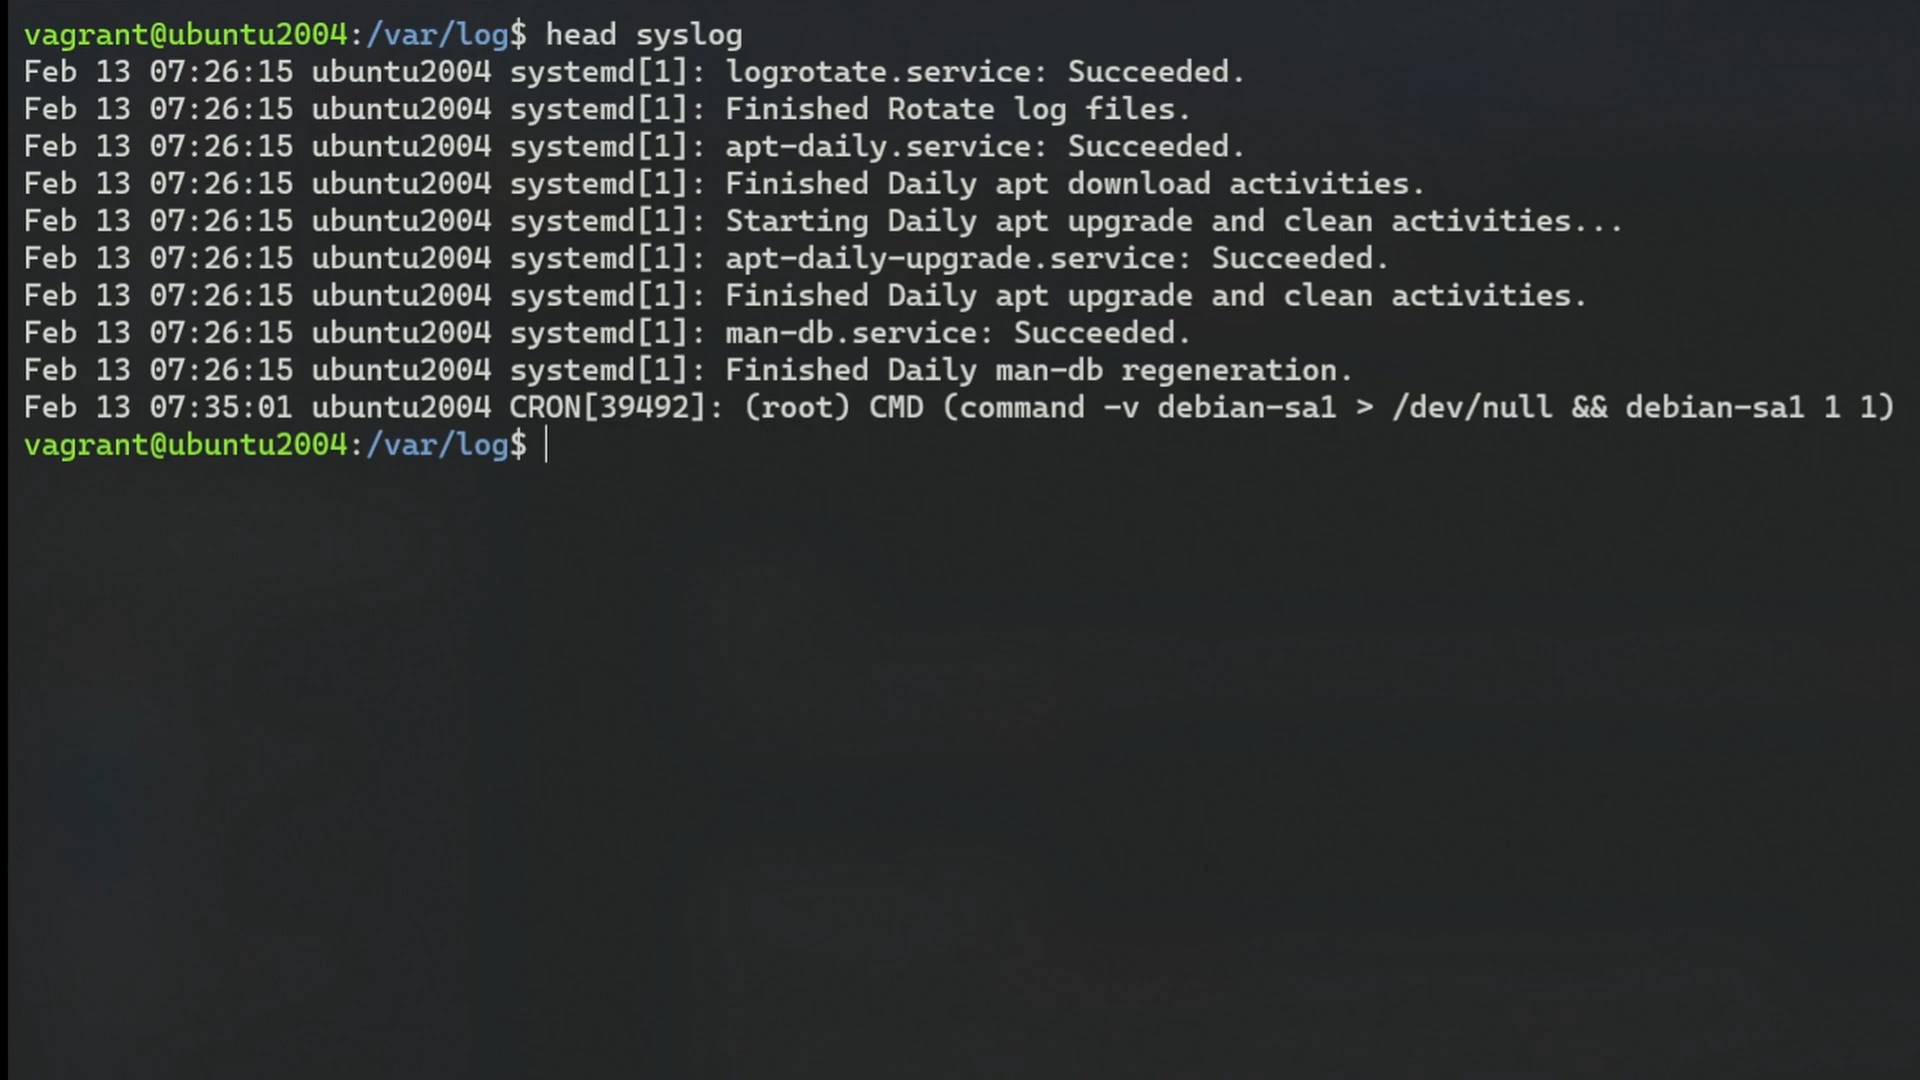 vagrant@ubuntu2004:/var/log$ head syslog
Feb 13 07:26:15 ubuntu2004 systemd[1]: logrotate.service: Succeeded.
Feb 13 07:26:15 ubuntu2004 systemd[1]: Finished Rotate log files.
Feb 13 07:26:15 ubuntu2004 systemd[1]: apt-daily.service: Succeeded.
Feb 13 07:26:15 ubuntu2004 systemd[1]: Finished Daily apt download activities.
Feb 13 07:26:15 ubuntu2004 systemd[1]: Starting Daily apt upgrade and clean activities...
Feb 13 07:26:15 ubuntu2004 systemd[1]: apt-daily-upgrade.service: Succeeded.
Feb 13 07:26:15 ubuntu2004 systemd[1]: Finished Daily apt upgrade and clean activities.
Feb 13 07:26:15 ubuntu2004 systemd[1]: man-db.service: Succeeded.
Feb 13 07:26:15 ubuntu2004 systemd[1]: Finished Daily man-db regeneration.
Feb 13 07:35:01 ubuntu2004 CRON[39492]: (root) CMD (command -v debian-sa1 > /dev/null && debian-sa1 1 1)
vagrant@ubuntu2004:/var/log$